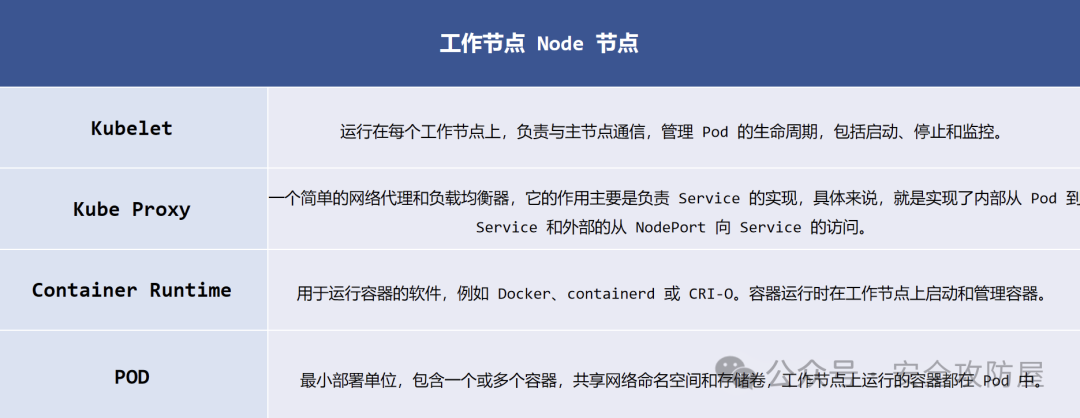 工作节点 Node 节点
Kubelet
运行在每个工作节点上，负责与主节点通信，管理 Pod 的生命周期，包括启动、停止和监控。
Kube Proxy
一个简单的网络代理和负载均衡器，它的作用主要是负责 Service 的实现，具体来说，就是实现了内部从 Pod 到
Service 和外部的从 NodePort 向 Service 的访问。
Container Runtime
用于运行容器的软件，例如 Docker、containerd 或 CRI-O。容器运行时在工作节点上启动和管理容器。
POD
最小部署单位，包含一个或多个容器，共享网络命名空间和存储卷，工作节点上运行的容器都在 Pod 中。
公众号 · 安全攻防屋